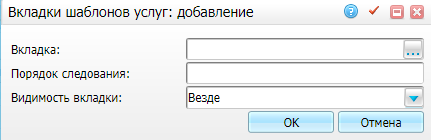 Вкладки шаблонов услуг: добавление
Вкладка:
...
Порядок следования:
Видимость вкладки: Везде
ОК Отмена